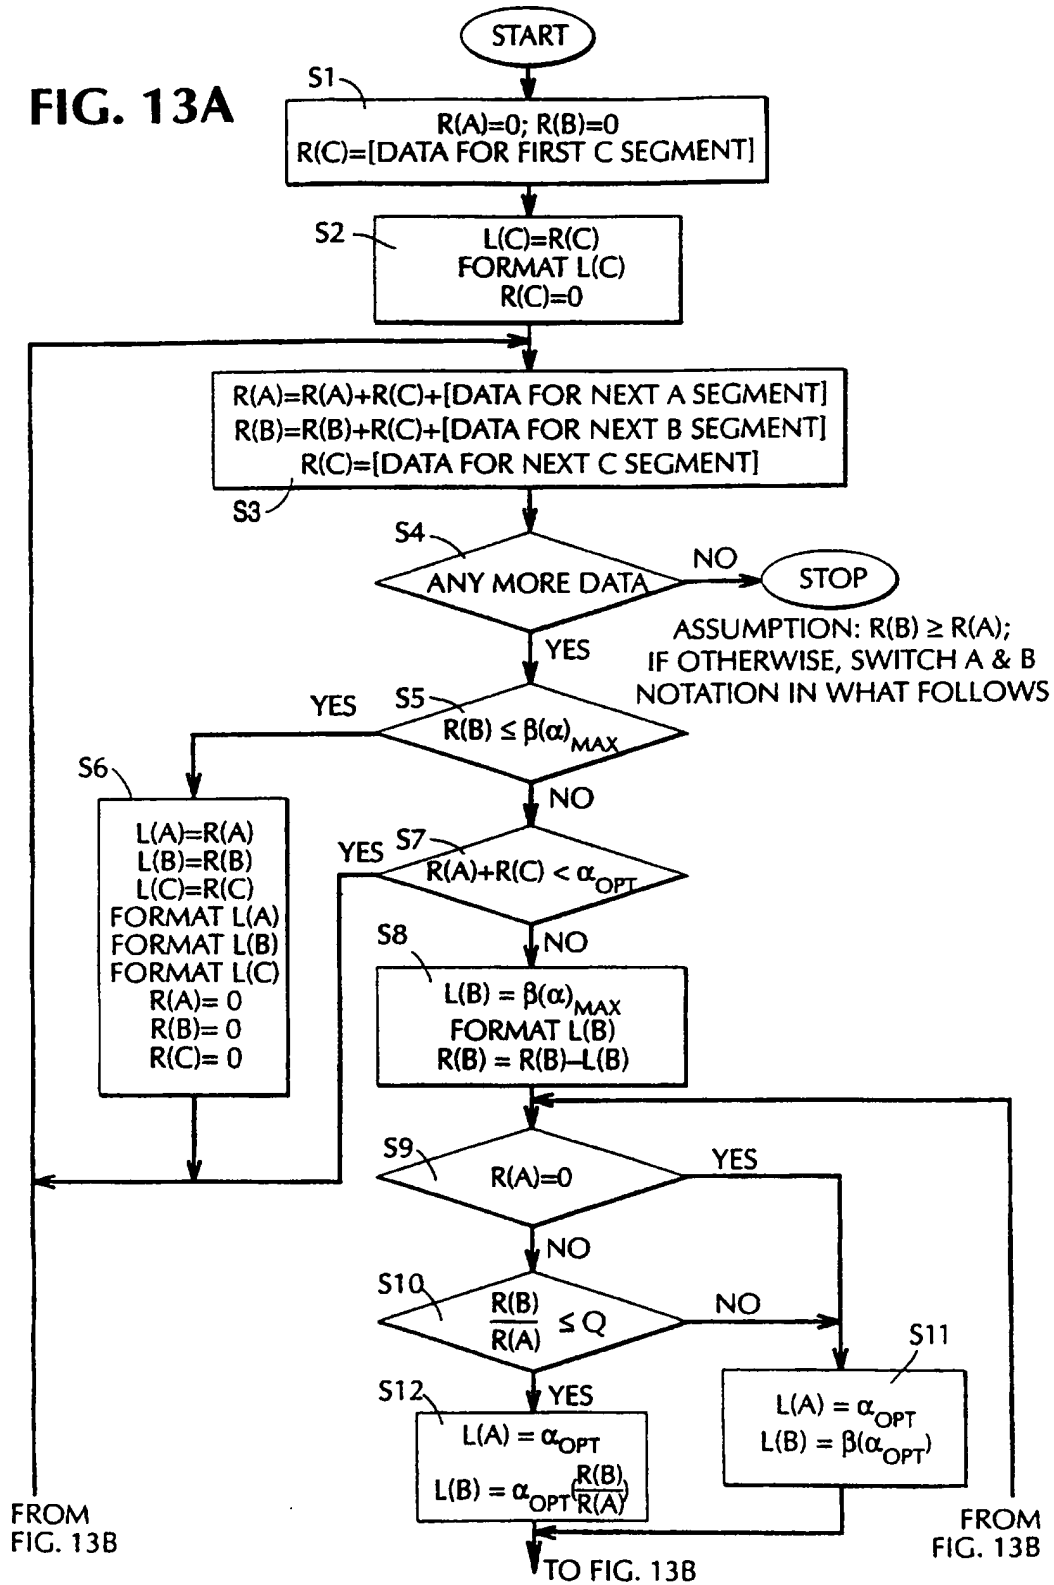 START
FIG. 13A
S1
R(A)=0; R(B)=0
R(C)=[DATA FOR FIRST C SEGMENT]
S2
L(C)=R(C)
FORMAT L(C)
R(C)=0
R(A)=R(A)+R(C)+[DATA FOR NEXT A SEGMENT]
R(B)=R(B)+R(C)+[DATA FOR NEXT B SEGMENT]
R(C)=[DATA FOR NEXT C SEGMENT]
S3
S4
ANY MORE DATA
NO
STOP
YES
ASSUMPTION: R(B) ≥ R(A);
IF OTHERWISE, SWITCH A & B
NOTATION IN WHAT FOLLOWS
S5
R(B) ≤ β(α)MAX
YES
NO
S6
L(A)=R(A)
L(B)=R(B)
L(C)=R(C)
FORMAT L(A)
FORMAT L(B)
FORMAT L(C)
R(A)= 0
R(B)= 0
R(C)= 0
S7
YES
R(A)+R(C) < αOPT
NO
S8
L(B) = β(α)MAX
FORMAT L(B)
R(B) = R(B)–L(B)
S9
R(A)=0
YES
NO
S10
R(B)
R(A) ≤ Q
NO
YES
S11
L(A) = αOPT
L(B) = β(αOPT)
S12
L(A) = αOPT
L(B) = αOPT(R(B)/R(A))
FROM
FIG. 13B
FROM
FIG. 13B
TO FIG. 13B